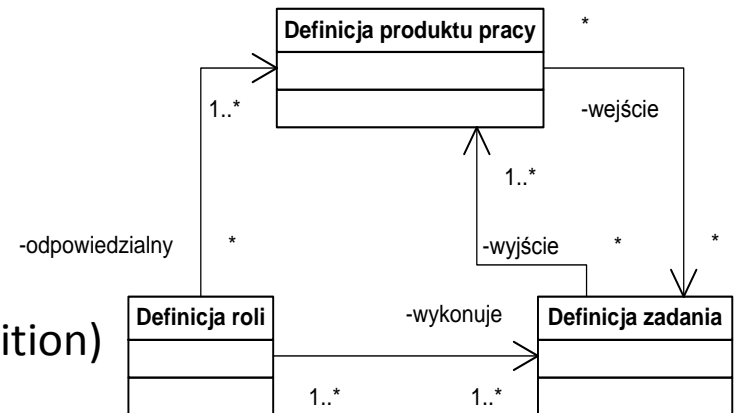 Definicja produktu pracy
*
1..*
-wejście
1..*
-odpowiedzialny
*
-wyjście
*
*
ition)
Definicja roli
-wykonuje
Definicja zadania
1..*
1..*